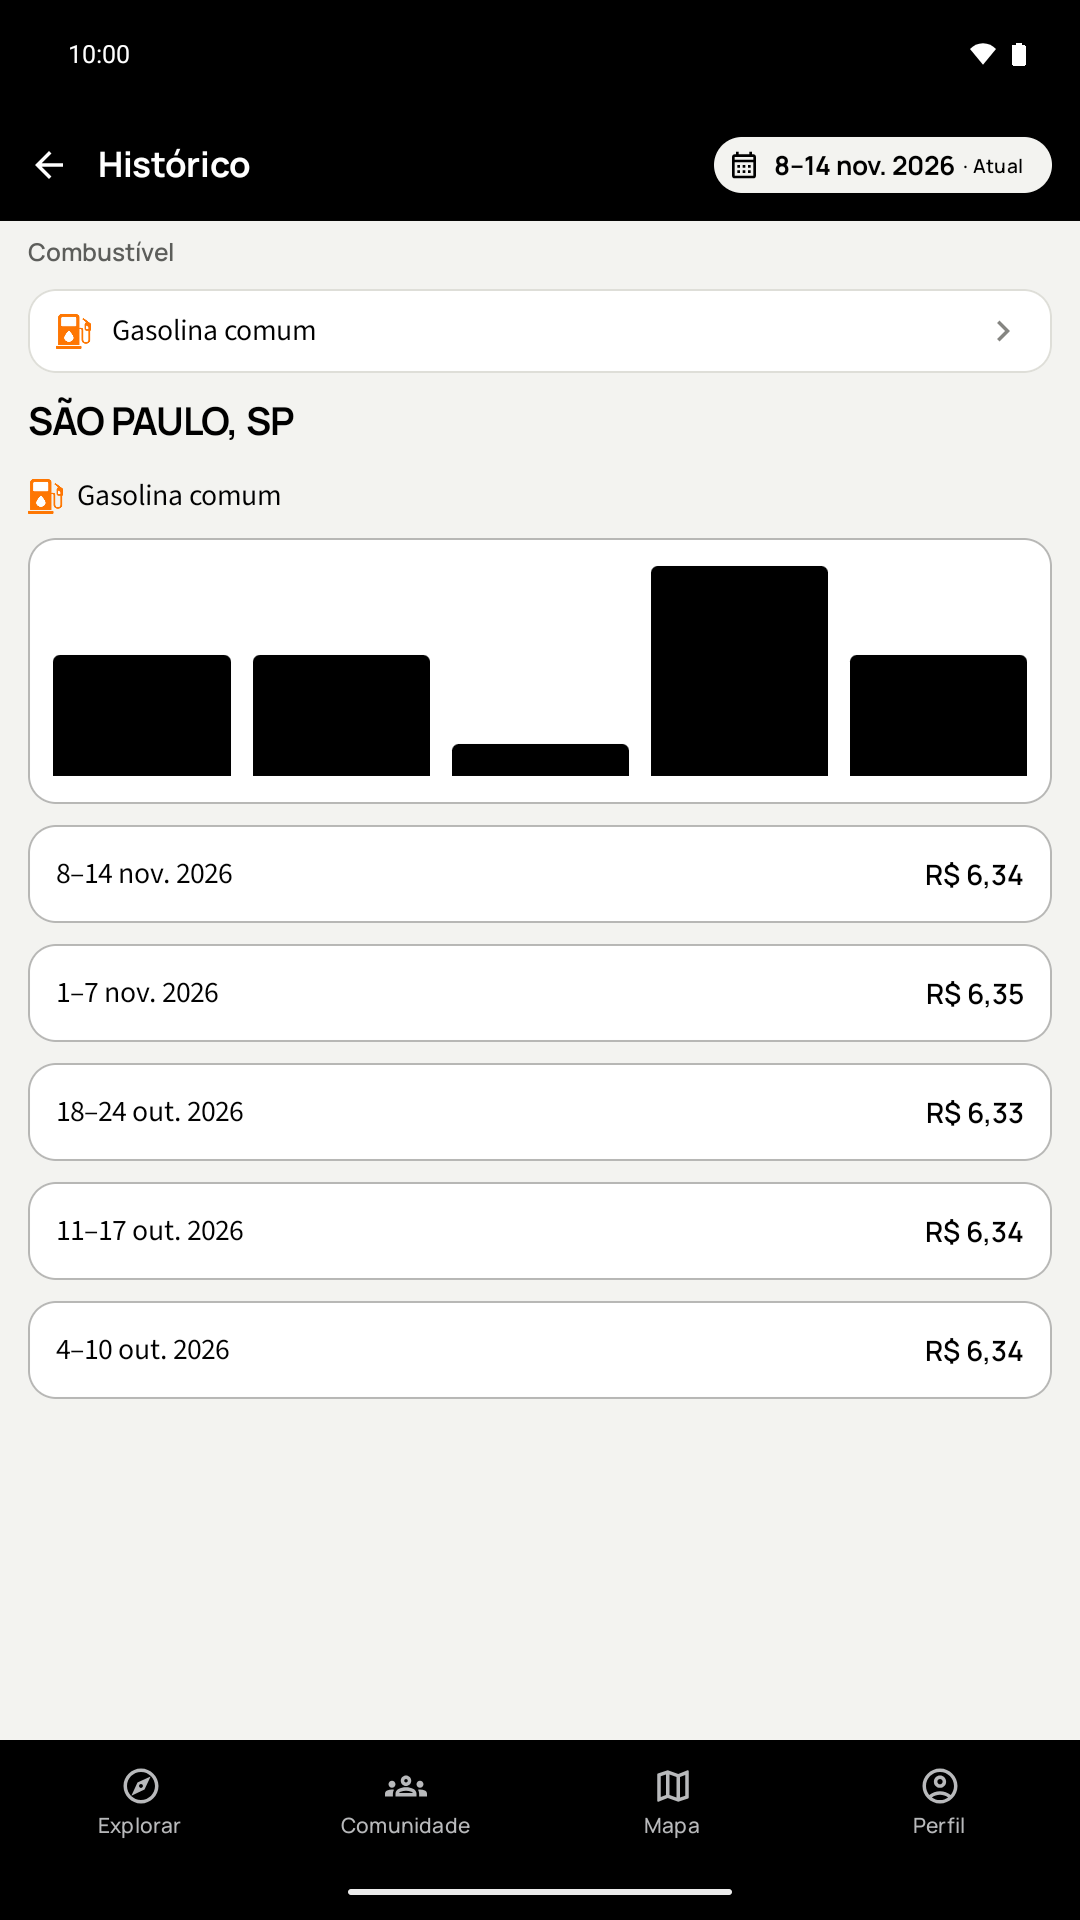 10:00
Histórico
8–14 nov. 2026 · Atual
Combustível
Gasolina comum
SÃO PAULO, SP
Gasolina comum
8–14 nov. 2026
R$ 6,34
1–7 nov. 2026
R$ 6,35
18–24 out. 2026
R$ 6,33
11–17 out. 2026
R$ 6,34
4–10 out. 2026
R$ 6,34
Explorar
Comunidade
Mapa
Perfil